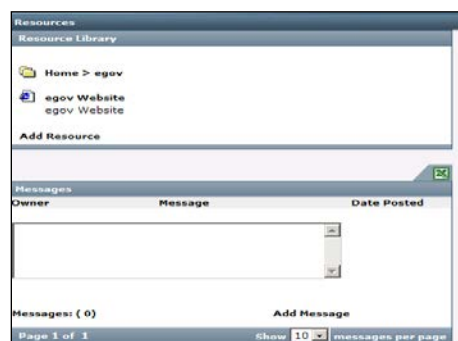 Resources
Resource Library
Home > egov
egov Website
egov Website
Add Resource
Messages
Owner Message Date Posted
Messages: ( 0) Add Message
Page 1 of 1 Show 10 messages per page